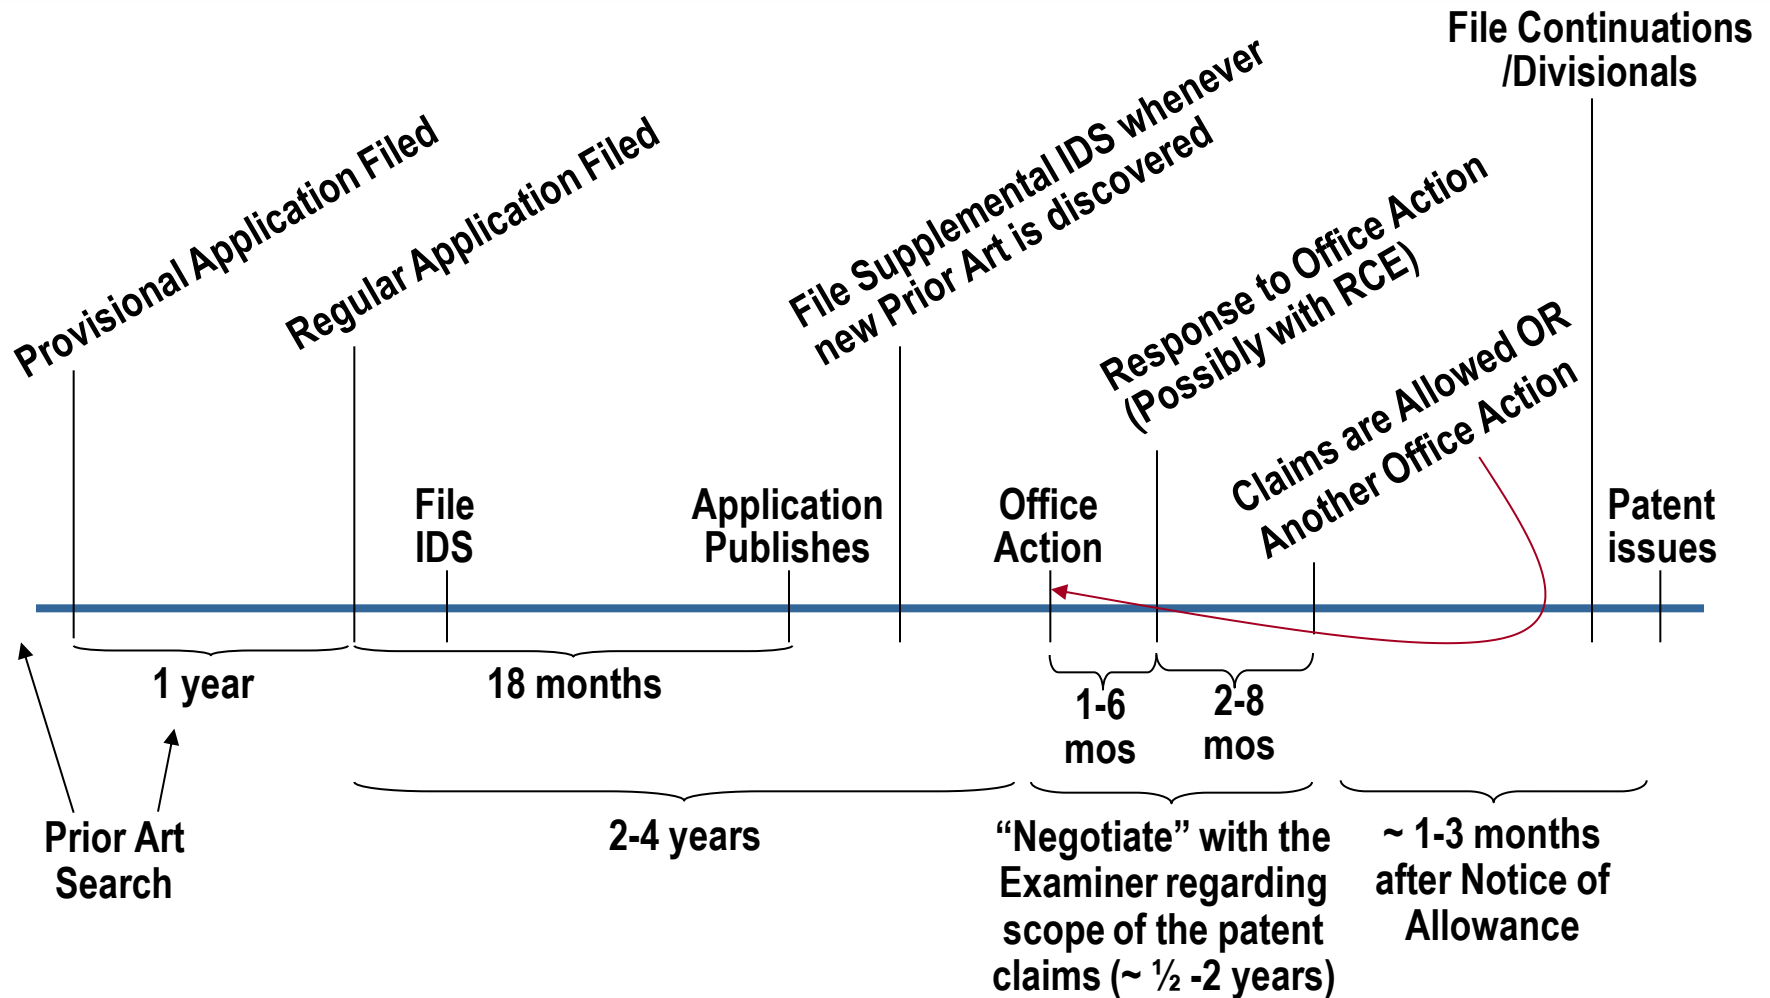 File Continuations
/Divisionals
Provisional Application Filed
Regular Application Filed
File Supplemental IDS whenever
new Prior Art is discovered
Response to Office Action
(Possibly with RCE)
Claims are Allowed OR
Another Office Action
File
IDS
Application
Publishes
Office
Action
Patent
issues
1 year
18 months
1-6
mos
2-8
mos
Prior Art
Search
2-4 years
“Negotiate” with the
Examiner regarding
scope of the patent
claims (~ ½ -2 years)
~ 1-3 months
after Notice of
Allowance